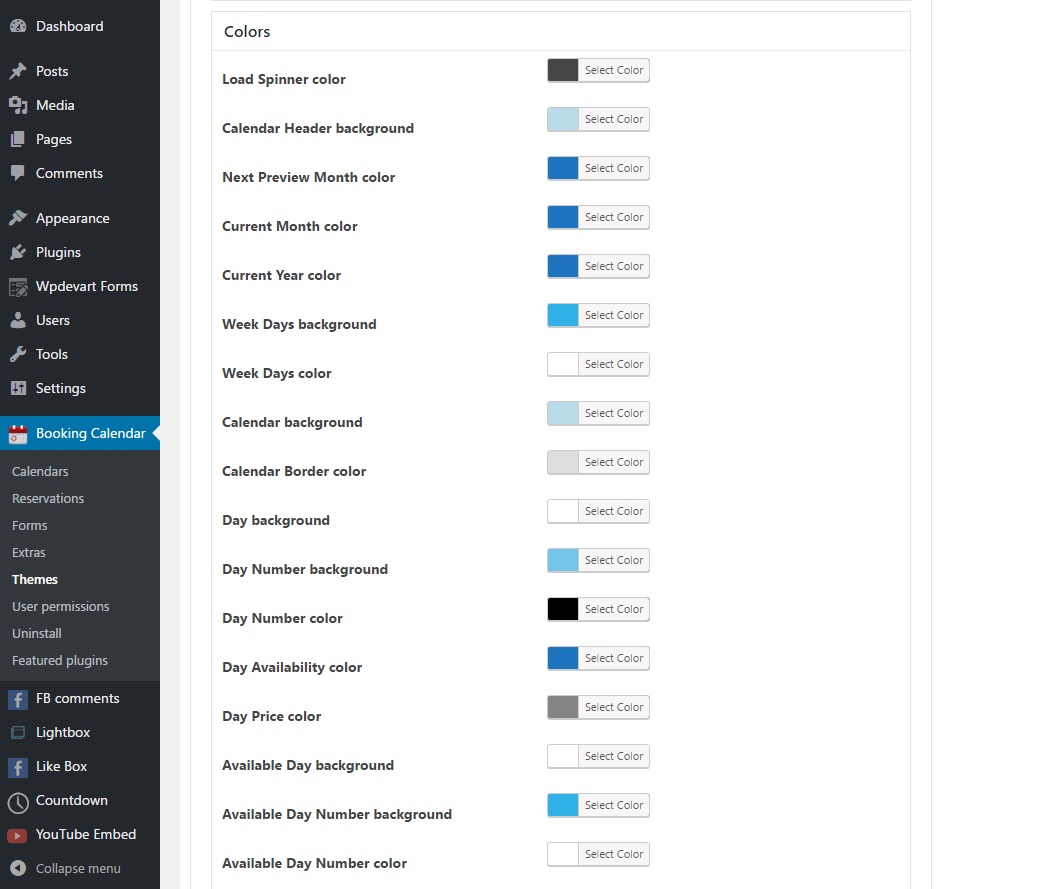 Dashboard
Posts
Media
Pages
Comments
Appearance
Plugins
Wpdevart Forms
Users
Tools
Settings
Booking Calendar
Calendars
Reservations
Forms
Extras
Themes
User permissions
Uninstall
Featured plugins
FB comments
Lightbox
Like Box
Countdown
YouTube Embed
Collapse menu
Colors
Load Spinner color Select Color
Calendar Header background Select Color
Next Preview Month color Select Color
Current Month color Select Color
Current Year color Select Color
Week Days background Select Color
Week Days color Select Color
Calendar background Select Color
Calendar Border color Select Color
Day background Select Color
Day Number background Select Color
Day Number color Select Color
Day Availability color Select Color
Day Price color Select Color
Available Day background Select Color
Available Day Number background Select Color
Available Day Number color Select Color